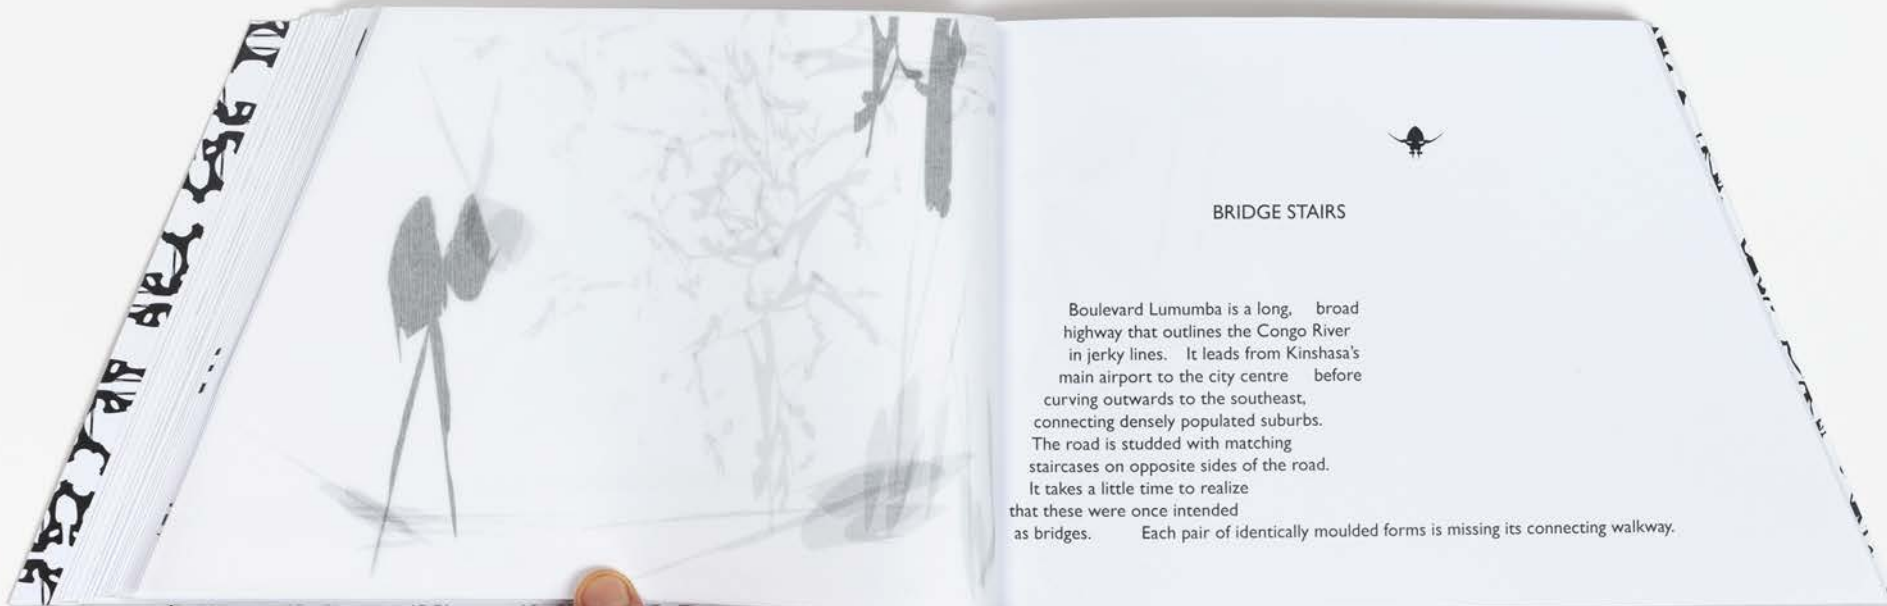 BRIDGE STAIRS
Boulevard Lumumba is a long, broad
highway that outlines the Congo River
in jerky lines. It leads from Kinshasa's
main airport to the city centre before
curving outwards to the southeast,
connecting densely populated suburbs.
The road is studded with matching
staircases on opposite sides of the road.
It takes a little time to realize
that these were once intended
as bridges. Each pair of identically moulded forms is missing its connecting walkway.